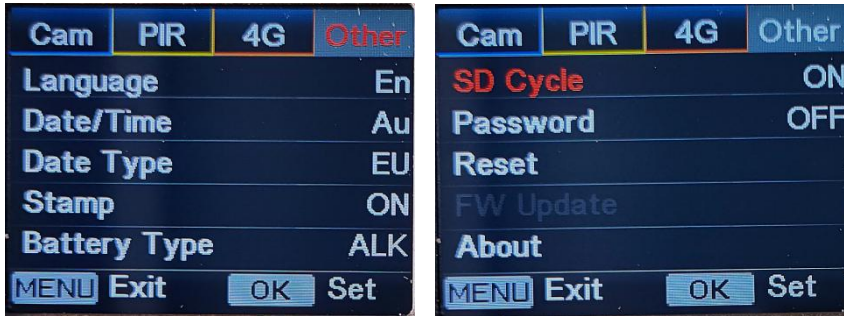 Cam PIR 4G Other
Language En
Date/Time Au
Date Type EU
Stamp ON
Battery Type ALK
MENU Exit OK Set
Cam PIR 4G Other
SD Cycle ON
Password OFF
Reset
FW Update
About
MENU Exit OK Set